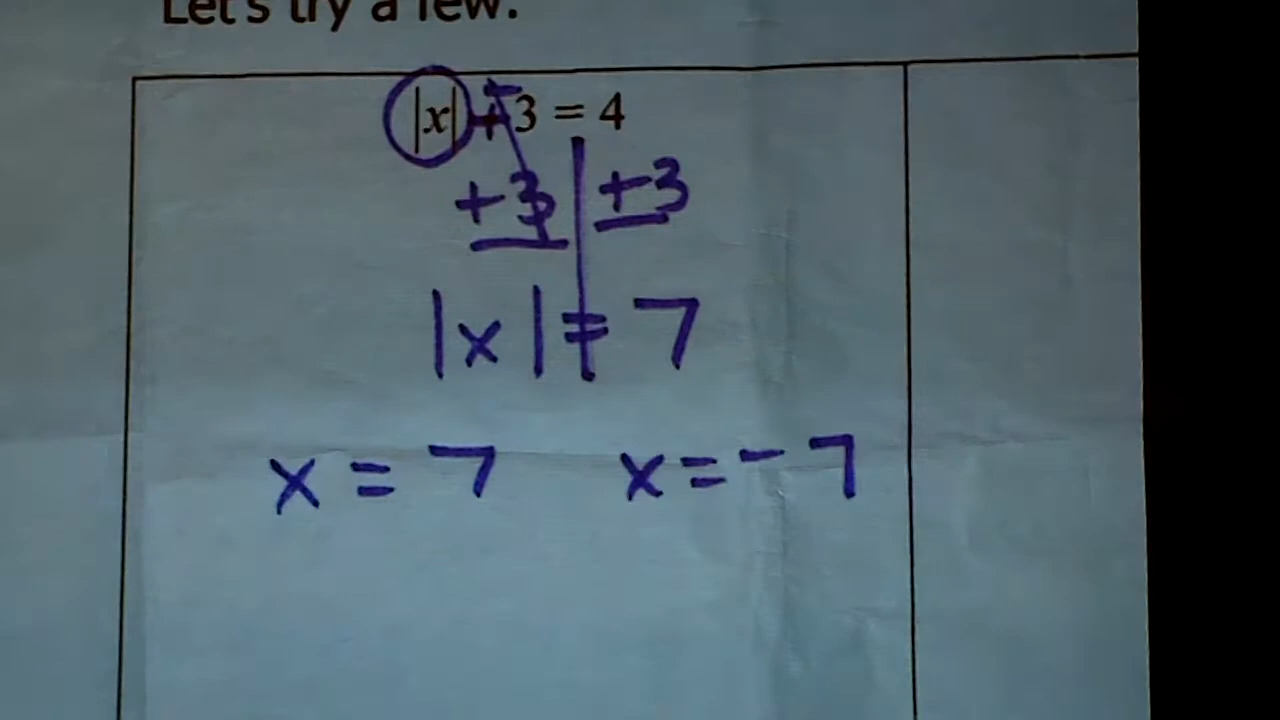 Let's try a few.
|x| + 3 = 4
+3 +3
|x| = 7
x = 7 x = -7